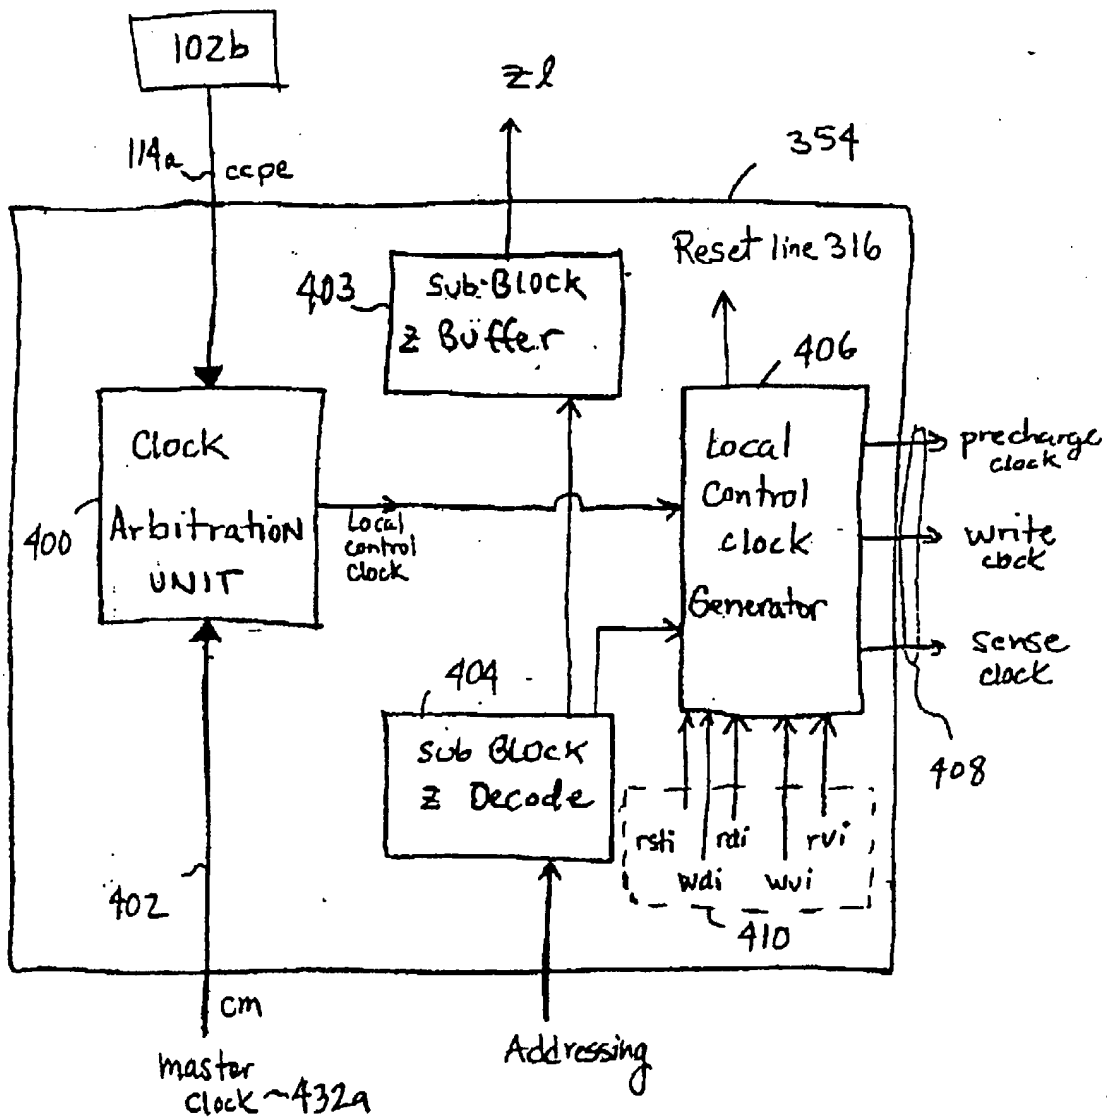 102b
zl
114a
ccpe
354
Reset line 316
403
Sub-Block
z Buffer
406
Clock
Arbitration
UNIT
400
Local
control
clock
Local
Control
clock
Generator
precharge
clock
write
clock
sense
clock
404
408
Sub Block
z Decode
rsti
rdi
rvi
wdi
wvi
402
410
cm
Addressing
master
clock ~432a